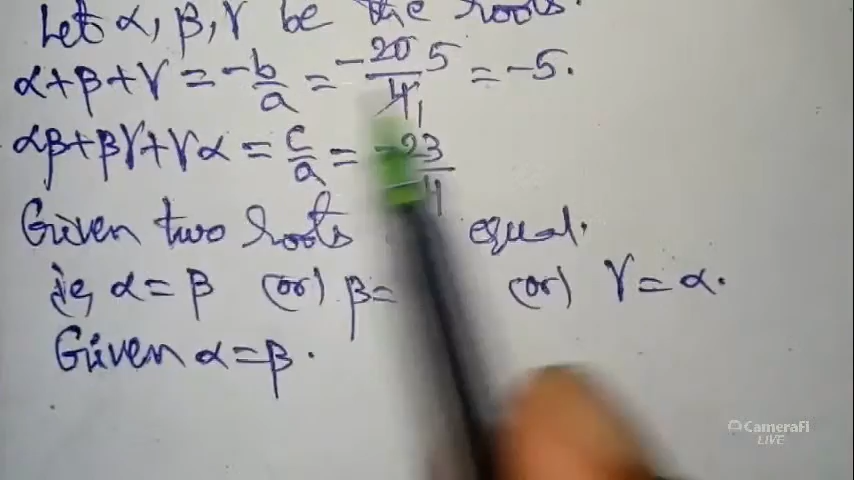 Let α, β, γ be the roots.
α+β+γ = -b/a = -20/4 5/1 = -5.
αβ+βγ+γα = c/a = -23/4
Given two roots equal.
ie, α = β (or) β = (or) γ = α.
Given α = β.
CameraFI
LIVE